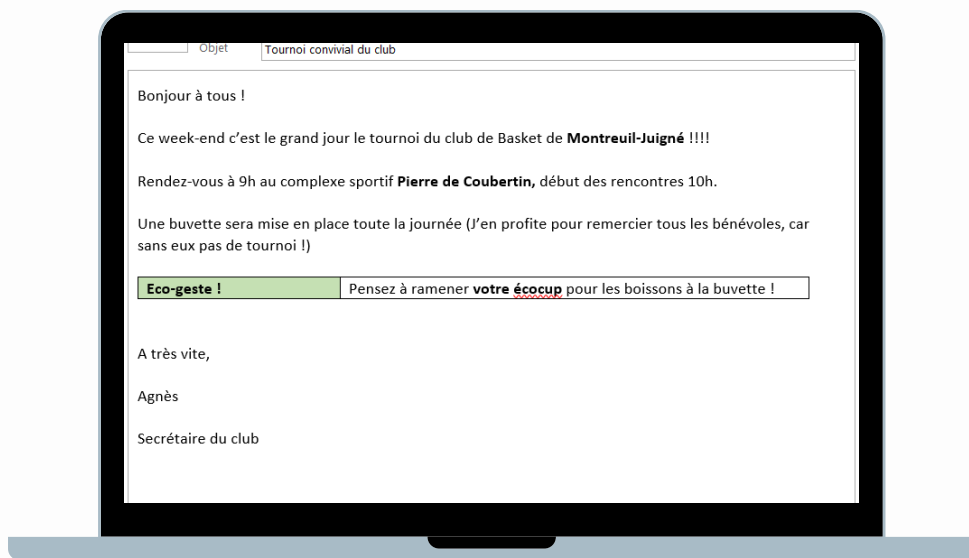 Objet Tournoi convivial du club
Bonjour à tous !
Ce week-end c’est le grand jour le tournoi du club de Basket de Montreuil-Juigné !!!!
Rendez-vous à 9h au complexe sportif Pierre de Coubertin, début des rencontres 10h.
Une buvette sera mise en place toute la journée (J’en profite pour remercier tous les bénévoles, car
sans eux pas de tournoi !)
Eco-geste ! Pensez à ramener votre écocup pour les boissons à la buvette !
A très vite,
Agnès
Secrétaire du club